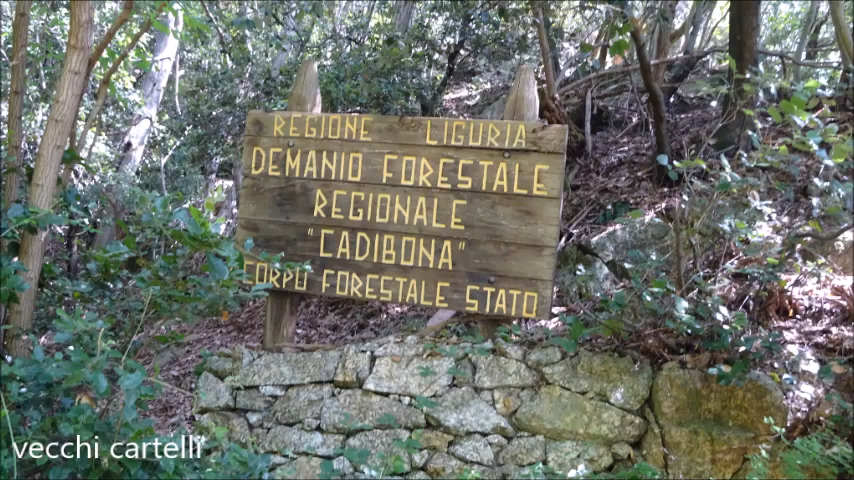 REGIONE LIGURIA
DEMANIO FORESTALE
REGIONALE
"CADIBONA"
CORPO FORESTALE STATO
vecchi cartelli